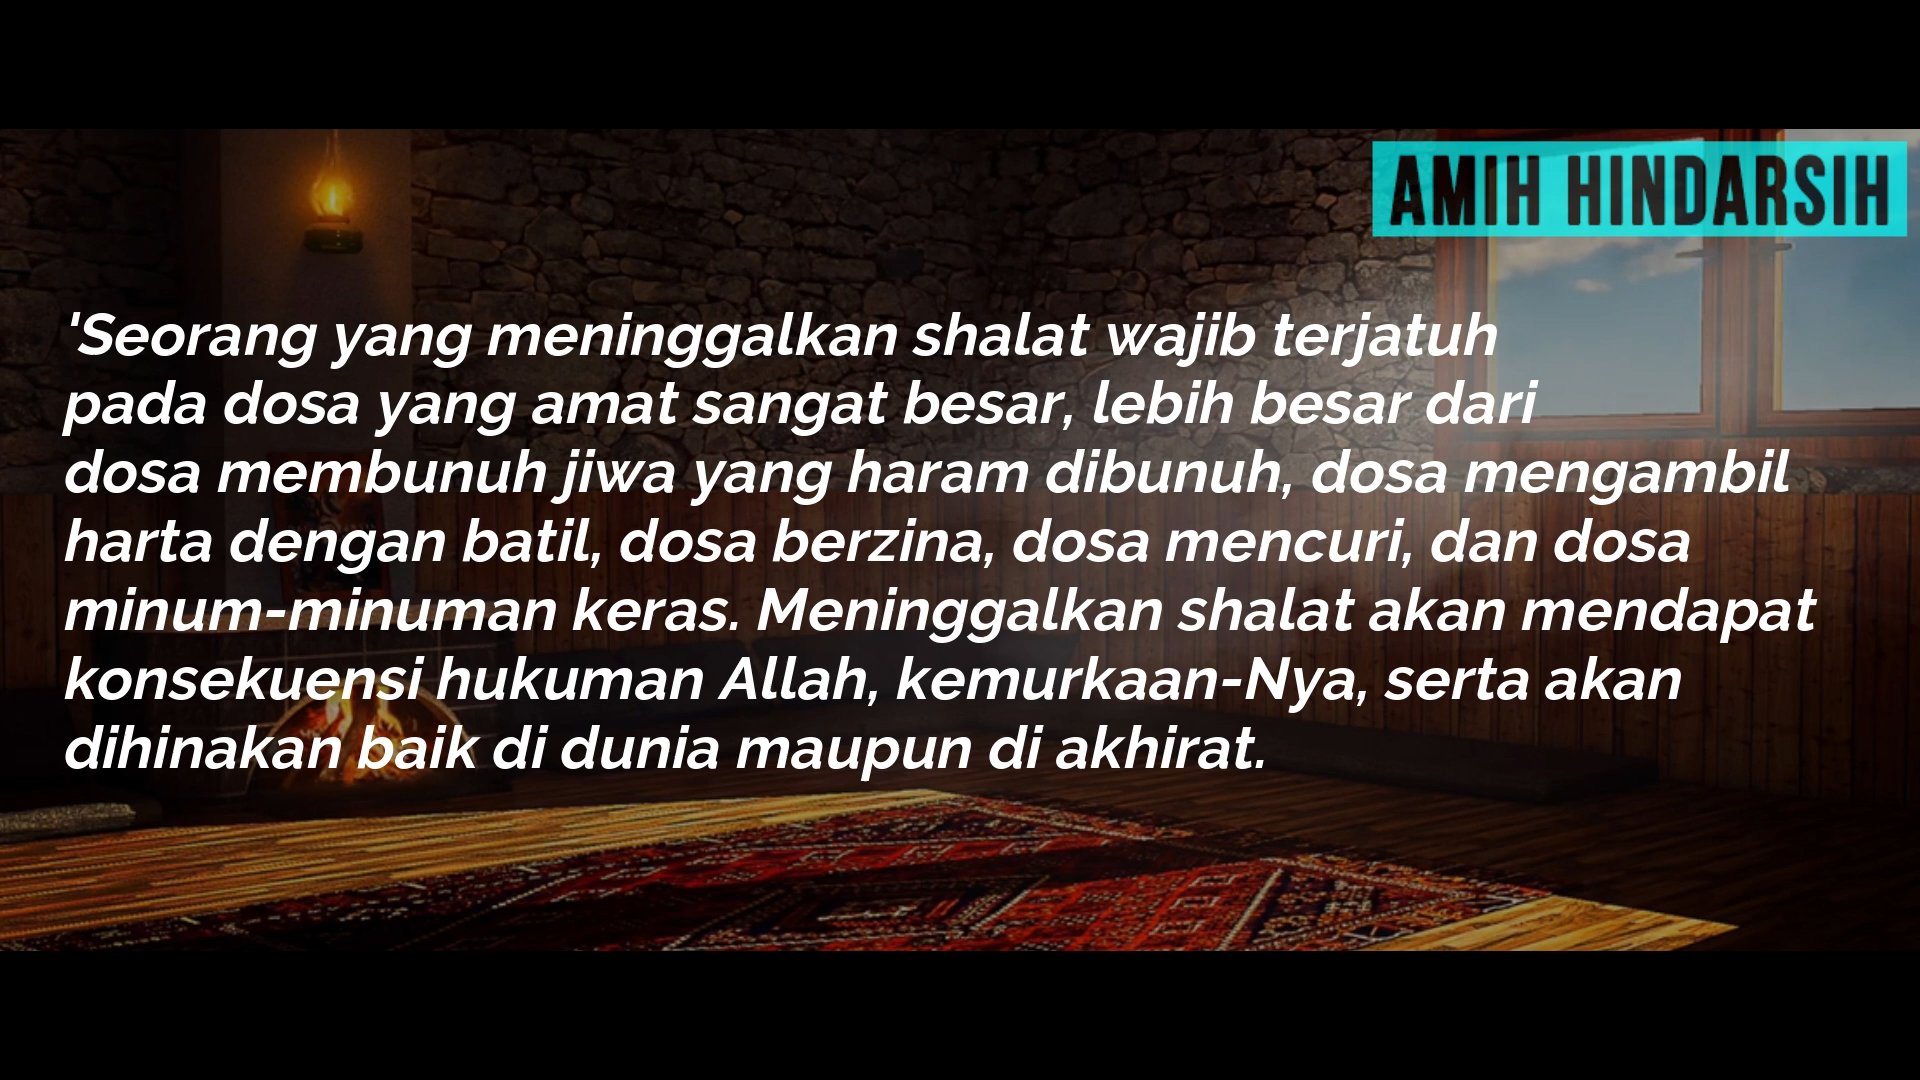 AMIH HINDARSIH
'Seorang yang meninggalkan shalat wajib terjatuh
pada dosa yang amat sangat besar, lebih besar dari
dosa membunuh jiwa yang haram dibunuh, dosa mengambil
harta dengan batil, dosa berzina, dosa mencuri, dan dosa
minum-minuman keras. Meninggalkan shalat akan mendapat
konsekuensi hukuman Allah, kemurkaan-Nya, serta akan
dihinakan baik di dunia maupun di akhirat.